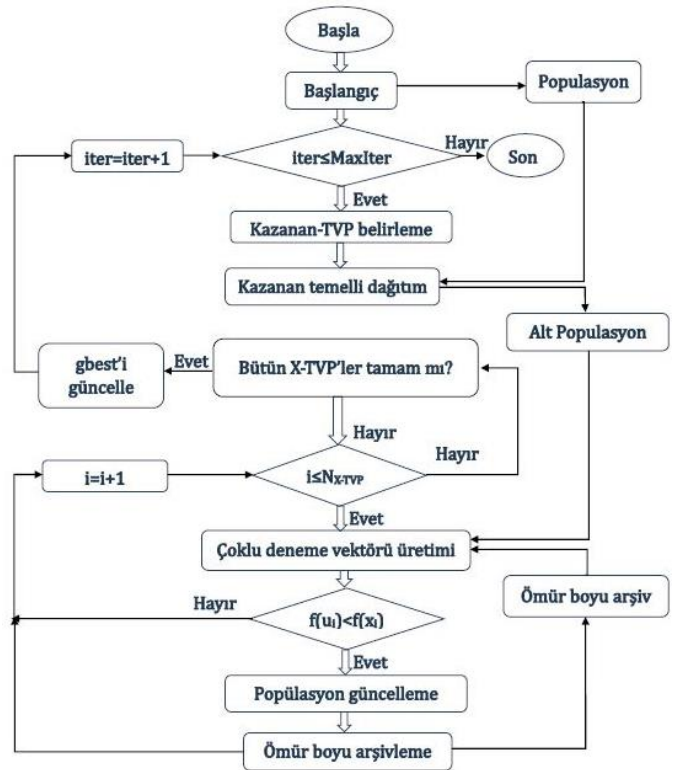 Başla
Başlangıç
Populasyon
iter=iter+1
iter≤MaxIter
Hayır
Son
Evet
Kazanan-TVP belirleme
Kazanan temelli dağıtım
Alt Populasyon
gbest'i
güncelle
Evet
Bütün X-TVP'ler tamam mı?
Hayır
Hayır
i=i+1
i≤NX-TVP
Evet
Çoklu deneme vektörü üretimi
Ömür boyu arşiv
Hayır
f(ui)<f(xi)
Evet
Popülasyon güncelleme
Ömür boyu arşivleme